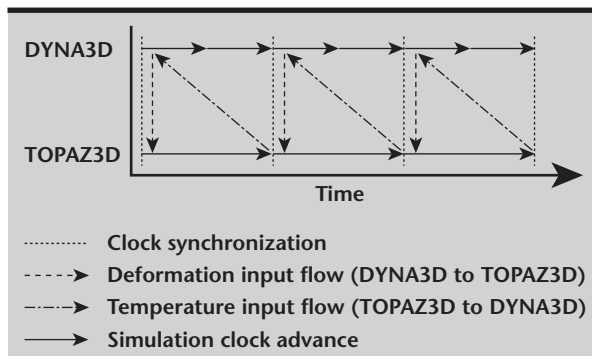 DYNA3D
TOPAZ3D
Time
Clock synchronization
Deformation input flow (DYNA3D to TOPAZ3D)
Temperature input flow (TOPAZ3D to DYNA3D)
Simulation clock advance